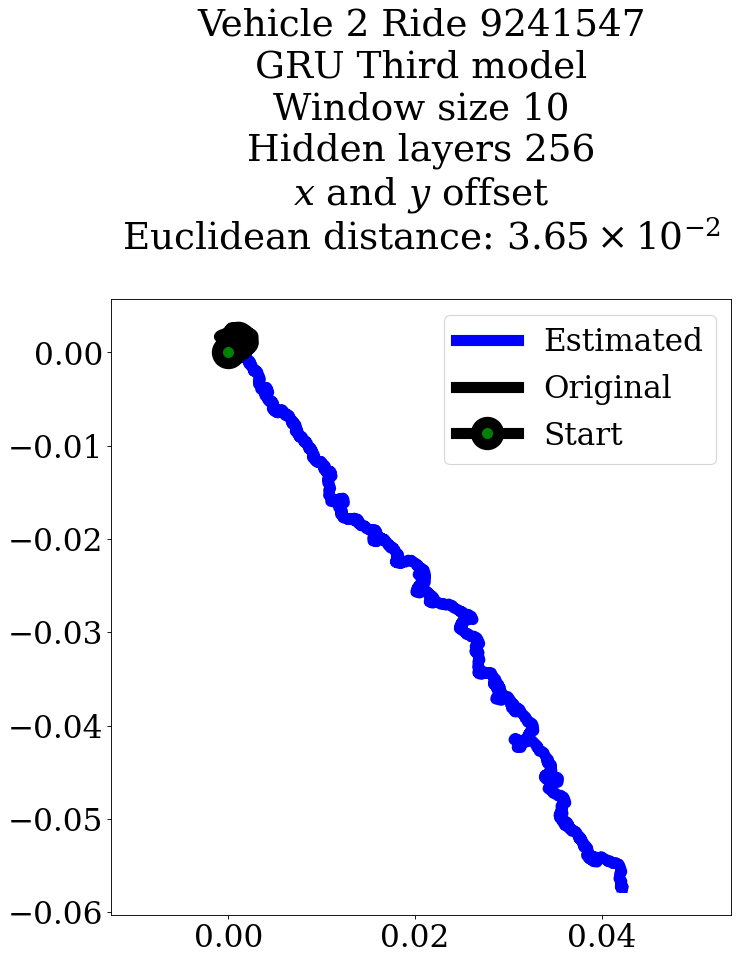 Vehicle 2 Ride 9241547
GRU Third model
Window size 10
Hidden layers 256
x and y offset
Euclidean distance: 3.65 × 10⁻²
Estimated
Original
Start
0.00
−0.01
−0.02
−0.03
−0.04
−0.05
−0.06
0.00 0.02 0.04